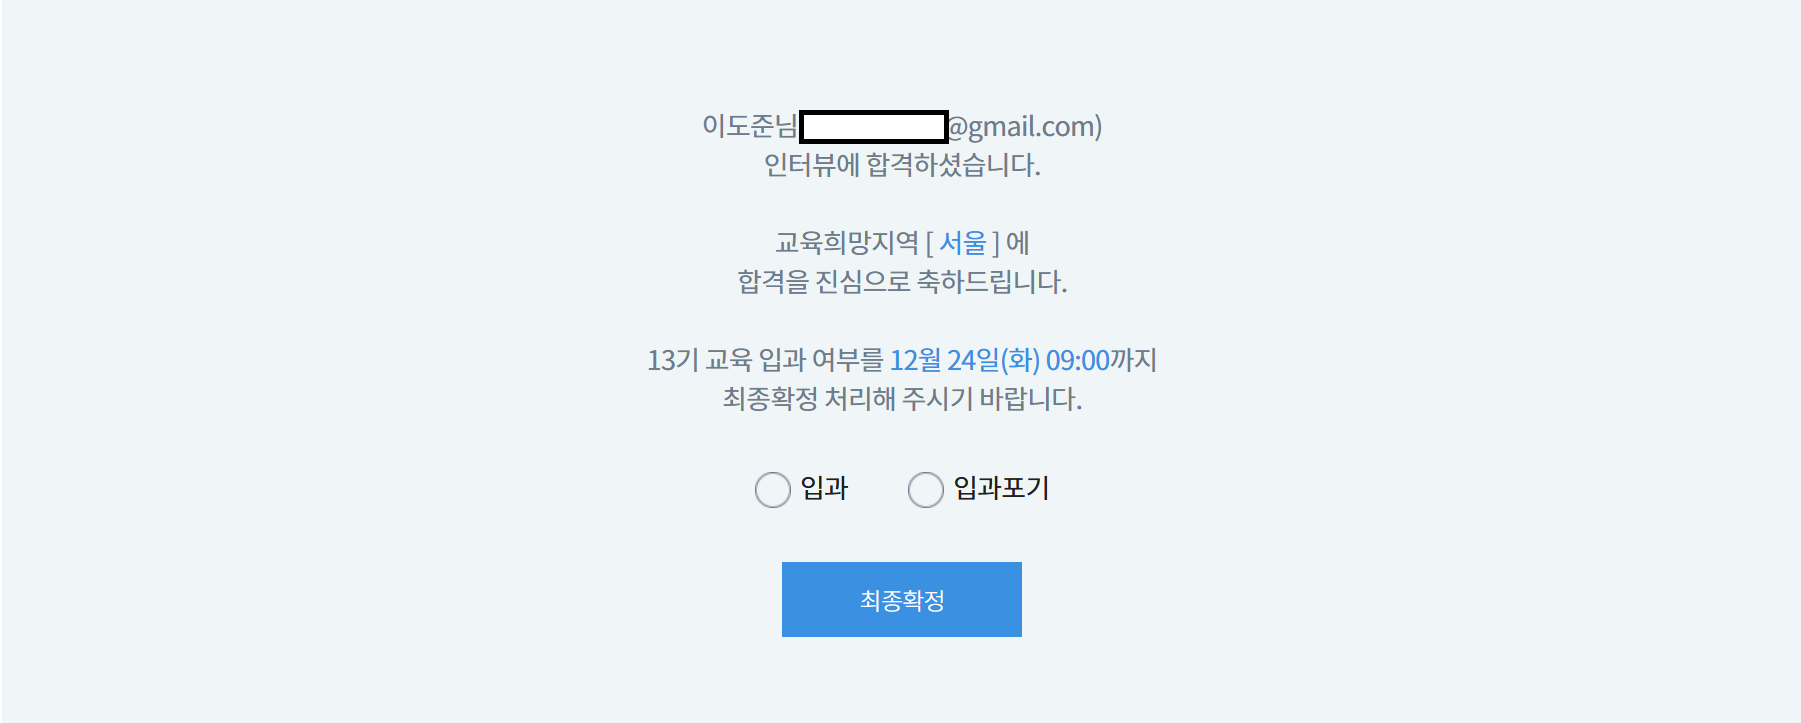 이도준님 @gmail.com)
인터뷰에 합격하셨습니다.
교육희망지역 [ 서울 ] 에
합격을 진심으로 축하드립니다.
13기 교육 입과 여부를 12월 24일(화) 09:00까지
최종확정 처리해 주시기 바랍니다.
입과 입과포기
최종확정